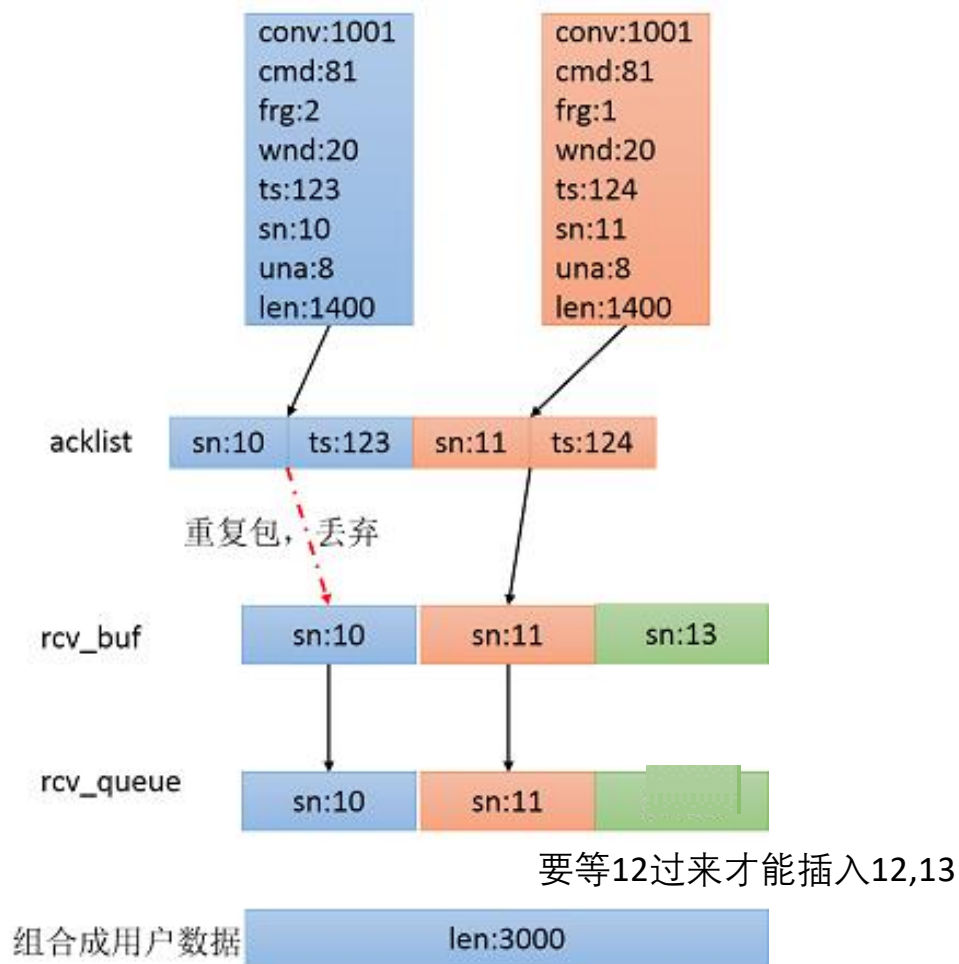 conv:1001
cmd:81
frg:2
wnd:20
ts:123
sn:10
una:8
len:1400
conv:1001
cmd:81
frg:1
wnd:20
ts:124
sn:11
una:8
len:1400
acklist sn:10 ts:123 sn:11 ts:124
重复包，丢弃
rcv_buf sn:10 sn:11 sn:13
rcv_queue sn:10 sn:11
要等12过来才能插入12,13
组合成用户数据 len:3000